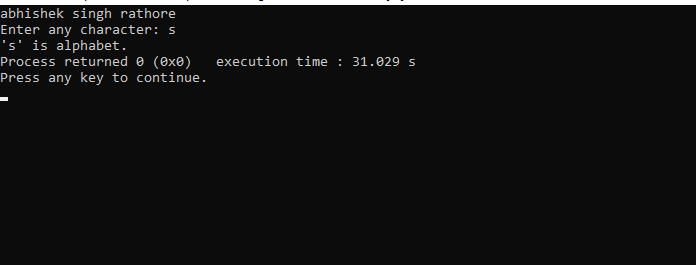 abhishek singh rathore
Enter any character: s
's' is alphabet.
Process returned 0 (0x0)   execution time : 31.029 s
Press any key to continue.